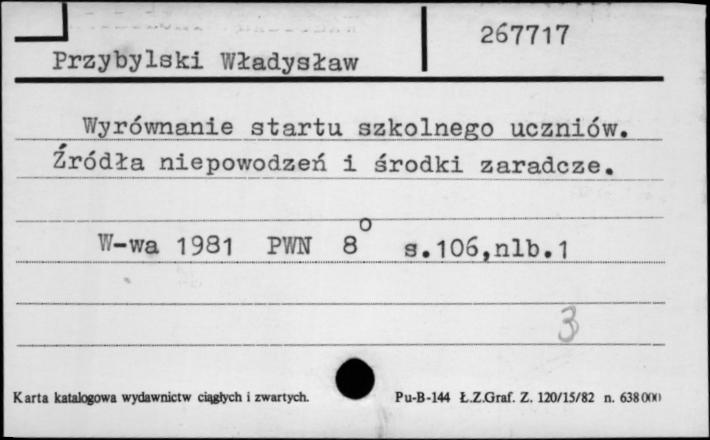 267717
Przybylski Władysław
Wyrównanie startu szkolnego uczniów.
Źródła niepowodzeń i środki zaradcze.
W-wa 1981 PWN 8° s.106,nlb.1
3
Karta katalogowa wydawnictw ciągłych i zwartych. Pu-B-144 Ł.Z.Graf. Z. 120/15/82 n. 638000